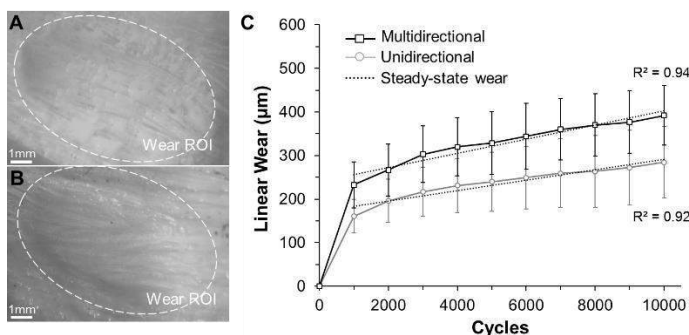 A
Wear ROI
1mm
B
Wear ROI
1mm
C
Linear Wear (µm)
600
500
400
300
200
100
0
Multidirectional
Unidirectional
Steady-state wear
R² = 0.94
R² = 0.92
0 2000 4000 6000 8000 10000
Cycles